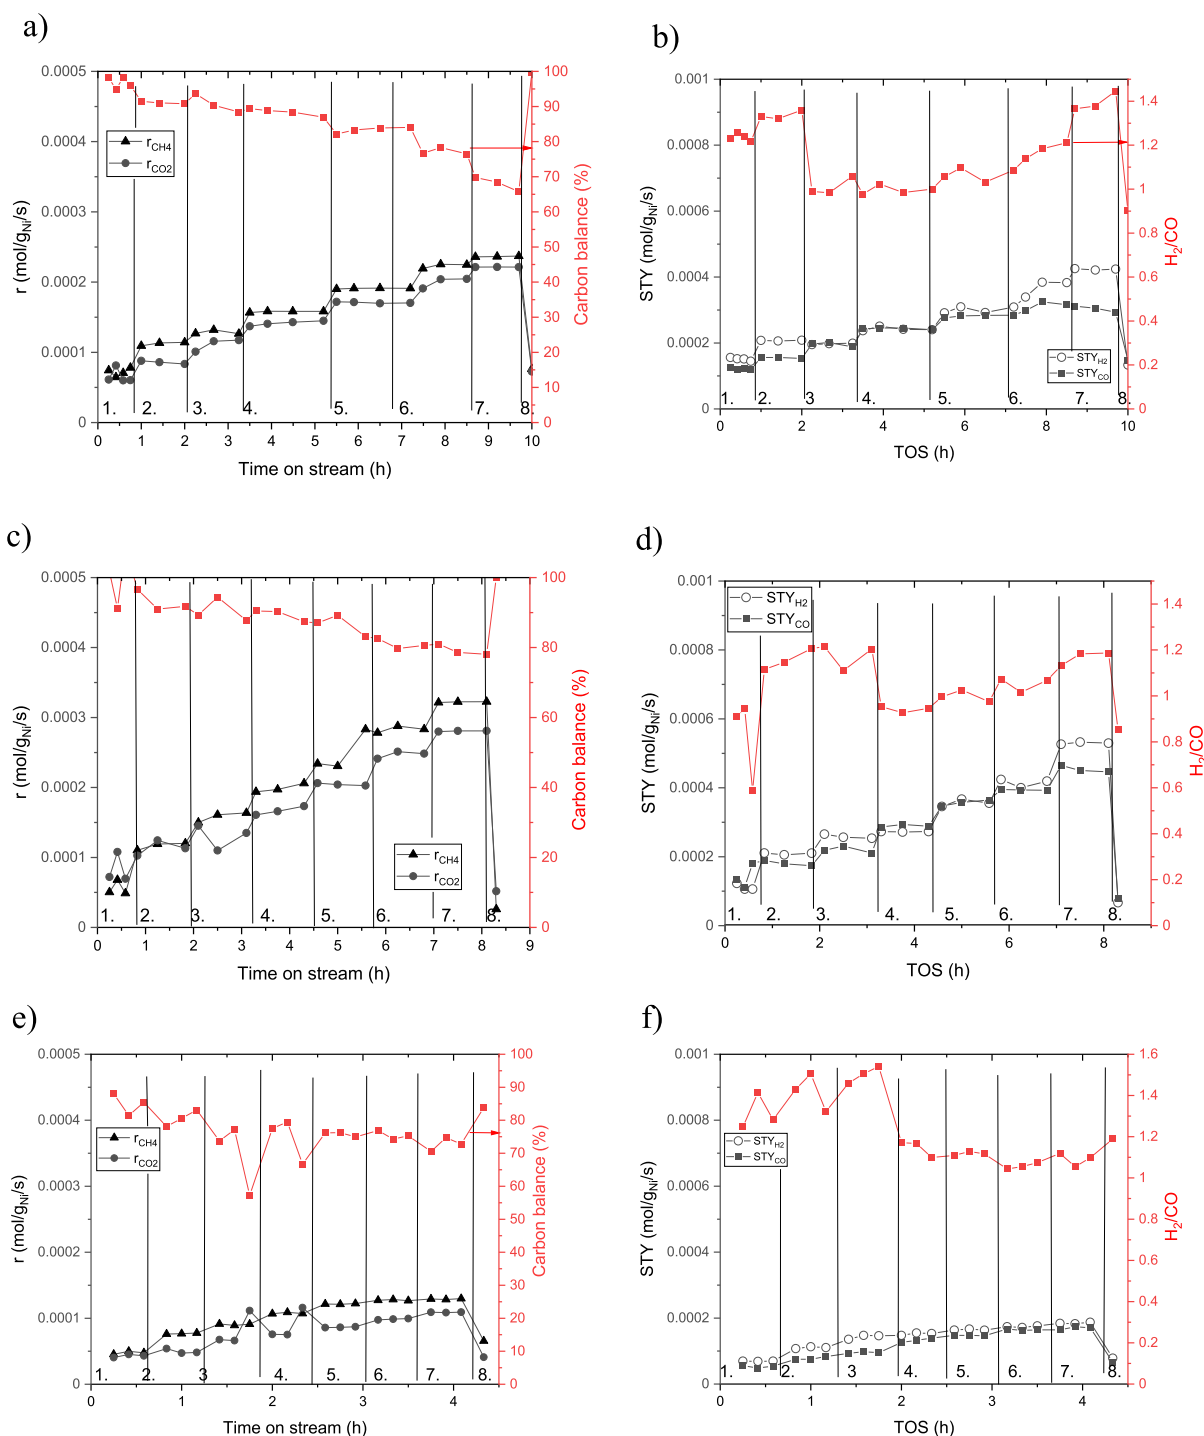 a)
0.0005
0.0004
0.0003
0.0002
0.0001
0
r (mol/gNi/s)
100
90
80
70
60
50
40
30
20
10
0
Carbon balance (%)
rCH4
rCO2
1. 2. 3. 4. 5. 6. 7. 8.
0 1 2 3 4 5 6 7 8 9 10
Time on stream (h)
b)
0.001
0.0008
0.0006
0.0004
0.0002
0
STY (mol/gNi/s)
1.4
1.2
1
0.8
0.6
0.4
0.2
0
H2/CO
STYH2
STYCO
1. 2. 3. 4. 5. 6. 7. 8.
0 2 4 6 8 10
TOS (h)
c)
0.0005
0.0004
0.0003
0.0002
0.0001
0
r (mol/gNi/s)
100
80
60
40
20
0
Carbon balance (%)
rCH4
rCO2
1. 2. 3. 4. 5. 6. 7. 8.
0 1 2 3 4 5 6 7 8 9
Time on stream (h)
d)
0.001
0.0008
0.0006
0.0004
0.0002
0
STY (mol/gNi/s)
1.4
1.2
1
0.8
0.6
0.4
0.2
0
H2/CO
STYH2
STYCO
1. 2. 3. 4. 5. 6. 7. 8.
0 2 4 6 8
TOS (h)
e)
0.0005
0.0004
0.0003
0.0002
0.0001
0
r (mol/gNi/s)
100
90
80
70
60
50
40
30
20
10
0
Carbon balance (%)
rCH4
rCO2
1. 2. 3 4. 5. 6. 7. 8.
0 1 2 3 4
Time on stream (h)
f)
0.001
0.0008
0.0006
0.0004
0.0002
0
STY (mol/gNi/s)
1.6
1.4
1.2
1
0.8
0.6
0.4
0.2
0
H2/CO
STYH2
STYCO
1. 2. 3 4. 5. 6. 7. 8.
0 1 2 3 4
TOS (h)